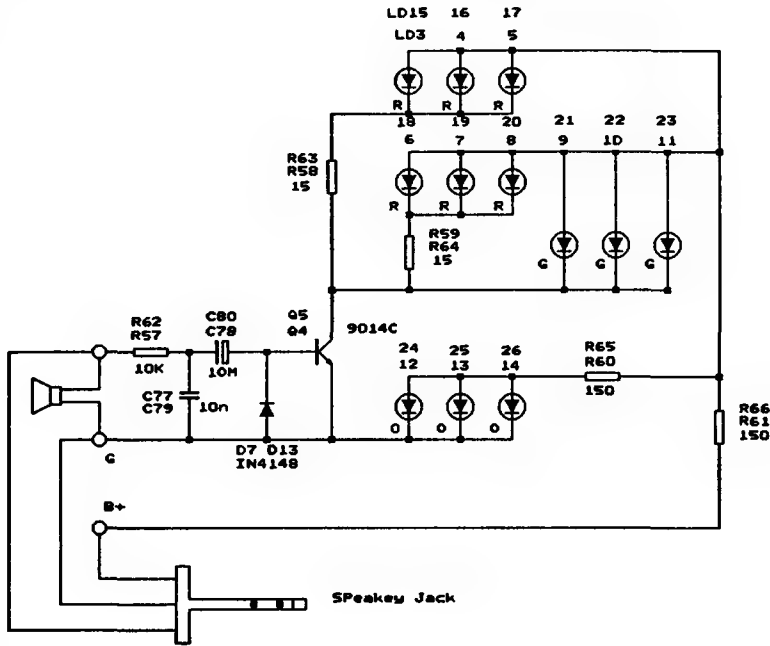 LD15 16 17
LD3 4 5
R R R
18 19 20 21 22 23
6 7 8 9 1D 11
R63
R58
15
R R R
R59
R64
15
G G G
R62
R57
10K
C80
C78
10M
Q5
Q4
9014C
24 25 26
12 13 14
R65
R60
150
C77
C79
10n
O O O
R66
R61
150
G
D7 D13
IN4148
B+
SPeakey Jack